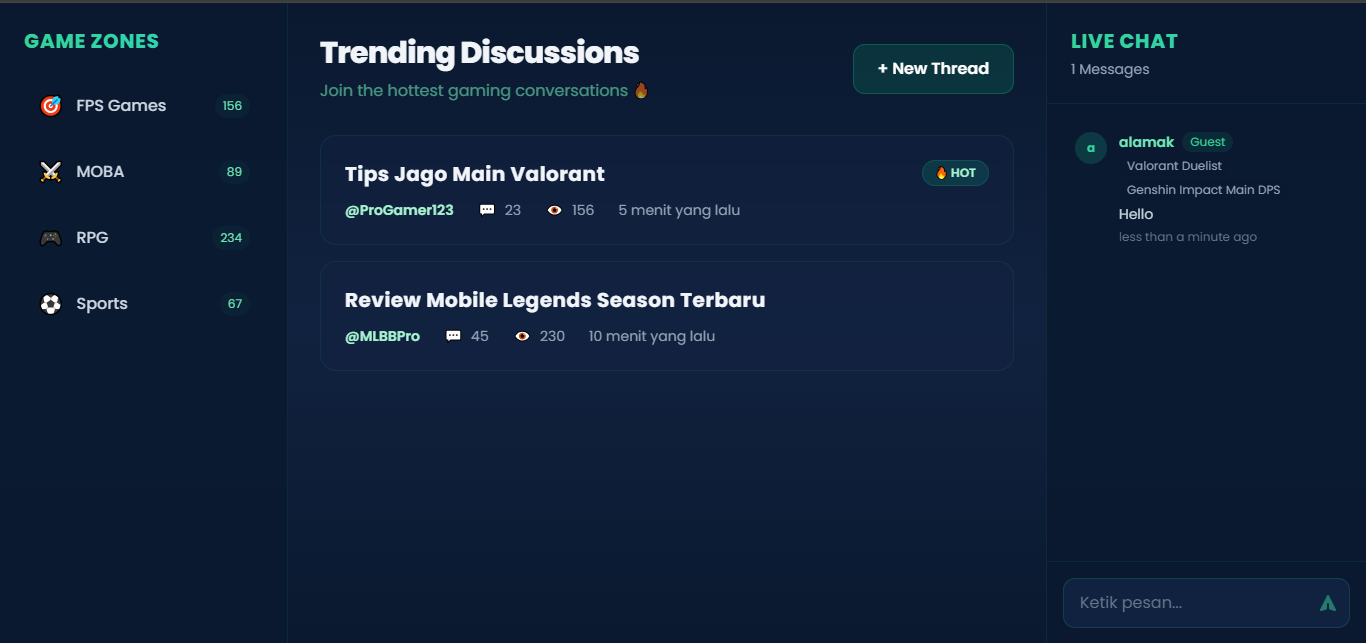 GAME ZONES
FPS Games 156
MOBA 89
RPG 234
Sports 67
Trending Discussions
Join the hottest gaming conversations 🔥
+ New Thread
Tips Jago Main Valorant
🔥 HOT
@ProGamer123 💬 23 👁 156 5 menit yang lalu
Review Mobile Legends Season Terbaru
@MLBBPro 💬 45 👁 230 10 menit yang lalu
LIVE CHAT
1 Messages
a
alamak Guest
Valorant Duelist
Genshin Impact Main DPS
Hello
less than a minute ago
Ketik pesan...